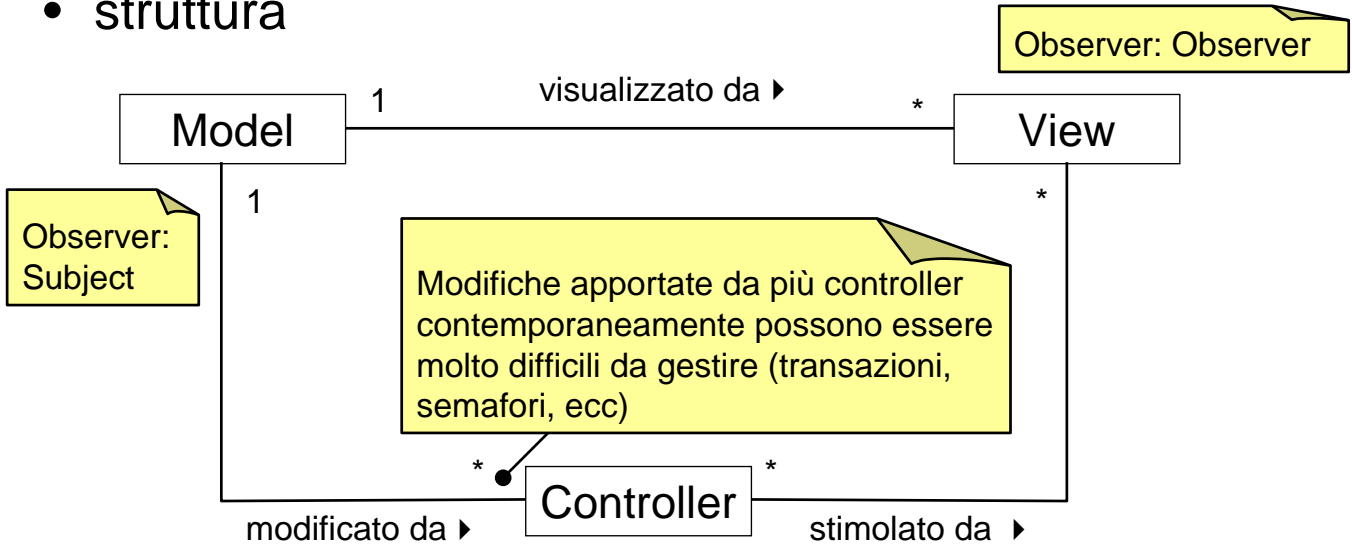 • struttura
Observer: Observer
1
visualizzato da ▸
*
Model
View
1
*
Observer:
Subject
Modifiche apportate da più controller
contemporaneamente possono essere
molto difficili da gestire (transazioni,
semafori, ecc)
*
*
Controller
modificato da ▸
stimolato da ▸